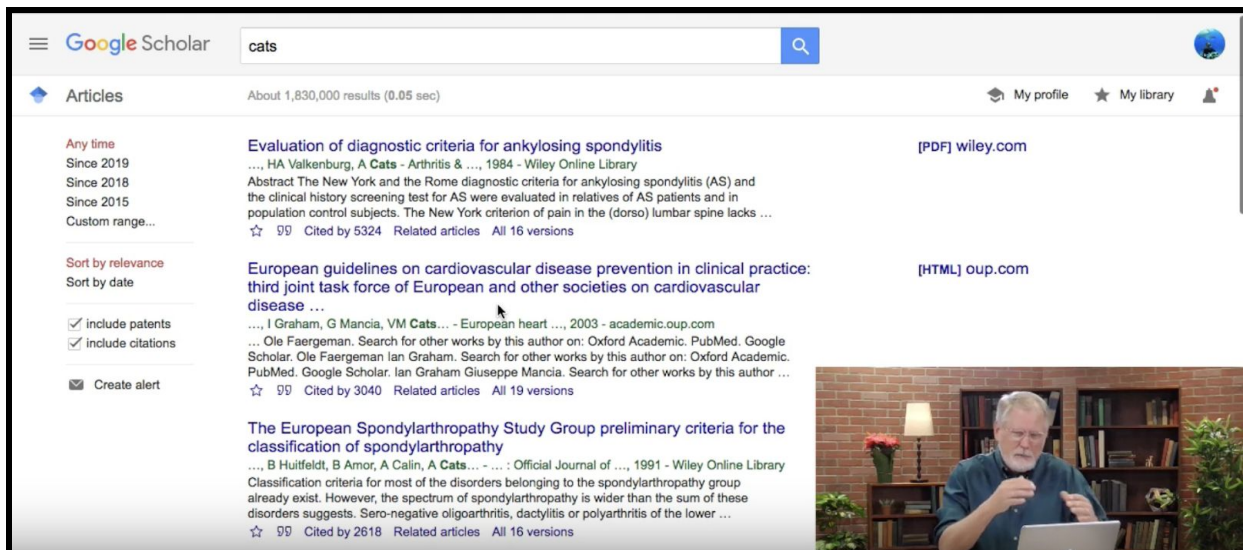 Google Scholar
cats
Articles
About 1,830,000 results (0.05 sec)
My profile
My library
Any time
Since 2019
Since 2018
Since 2015
Custom range...
Sort by relevance
Sort by date
include patents
include citations
Create alert
Evaluation of diagnostic criteria for ankylosing spondylitis
[PDF] wiley.com
..., HA Valkenburg, A Cats - Arthritis & ..., 1984 - Wiley Online Library
Abstract The New York and the Rome diagnostic criteria for ankylosing spondylitis (AS) and
the clinical history screening test for AS were evaluated in relatives of AS patients and in
population control subjects. The New York criterion of pain in the (dorso) lumbar spine lacks ...
Cited by 5324 Related articles All 16 versions
European guidelines on cardiovascular disease prevention in clinical practice:
[HTML] oup.com
third joint task force of European and other societies on cardiovascular
disease ...
..., I Graham, G Mancia, VM Cats... - European heart ..., 2003 - academic.oup.com
... Ole Faergeman. Search for other works by this author on: Oxford Academic. PubMed. Google
Scholar. Ole Faergeman Ian Graham. Search for other works by this author on: Oxford Academic.
PubMed. Google Scholar. Ian Graham Giuseppe Mancia. Search for other works by this author ...
Cited by 3040 Related articles All 19 versions
The European Spondylarthropathy Study Group preliminary criteria for the
classification of spondylarthropathy
..., B Huitfeldt, B Amor, A Calin, A Cats... - ... : Official Journal of ..., 1991 - Wiley Online Library
Classification criteria for most of the disorders belonging to the spondylarthropathy group
already exist. However, the spectrum of spondylarthropathy is wider than the sum of these
disorders suggests. Sero-negative oligoarthritis, dactylitis or polyarthritis of the lower ...
Cited by 2618 Related articles All 16 versions